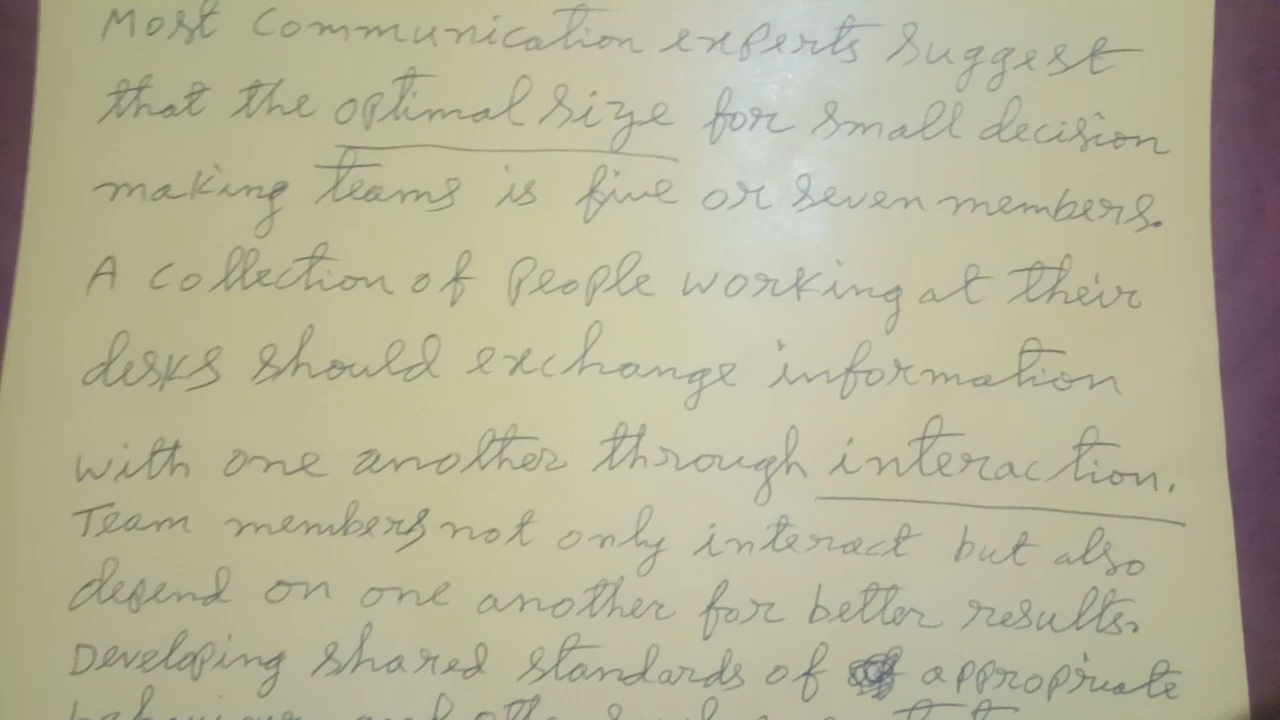 Most communication experts suggest
that the optimal size for small decision
making teams is five or seven members.
A collection of people working at their
desks should exchange information
with one another through interaction.
Team members not only interact but also
depend on one another for better results.
Developing shared standards of appropriate